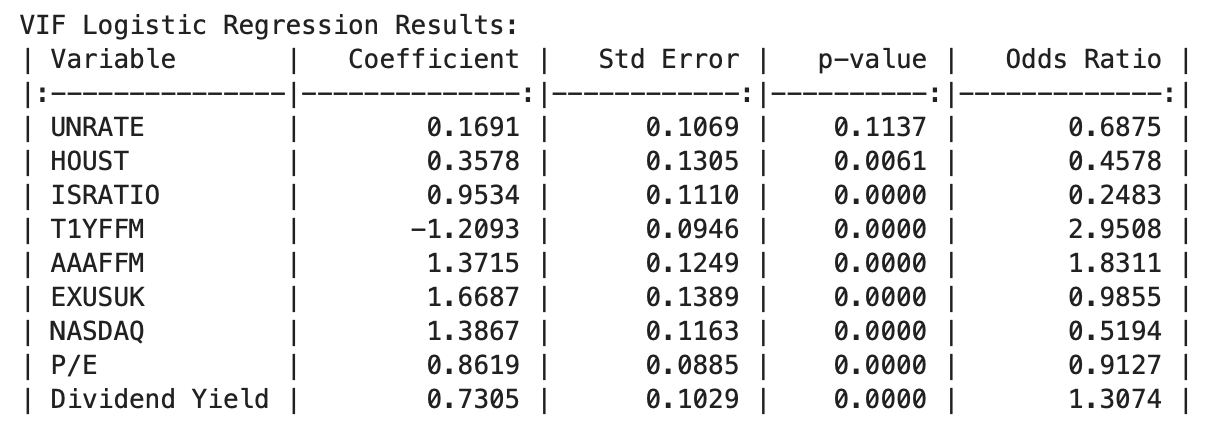 VIF Logistic Regression Results:
| Variable       |   Coefficient |   Std Error |   p-value |   Odds Ratio |
|:---------------|--------------:|------------:|----------:|-------------:|
| UNRATE         |        0.1691 |      0.1069 |    0.1137 |       0.6875 |
| HOUST          |        0.3578 |      0.1305 |    0.0061 |       0.4578 |
| ISRATIO        |        0.9534 |      0.1110 |    0.0000 |       0.2483 |
| T1YFFM         |       -1.2093 |      0.0946 |    0.0000 |       2.9508 |
| AAAFFM         |        1.3715 |      0.1249 |    0.0000 |       1.8311 |
| EXUSUK         |        1.6687 |      0.1389 |    0.0000 |       0.9855 |
| NASDAQ         |        1.3867 |      0.1163 |    0.0000 |       0.5194 |
| P/E            |        0.8619 |      0.0885 |    0.0000 |       0.9127 |
| Dividend Yield |        0.7305 |      0.1029 |    0.0000 |       1.3074 |